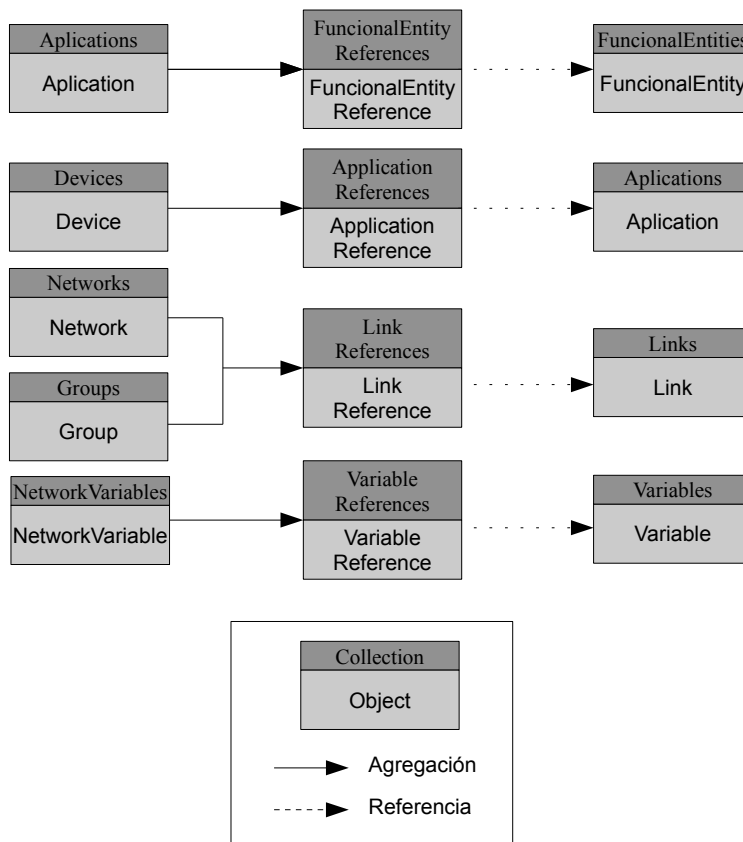 Aplications
Aplication
FuncionalEntity
References
FuncionalEntity
Reference
FuncionalEntities
FuncionalEntity
Devices
Device
Application
References
Application
Reference
Aplications
Aplication
Networks
Network
Groups
Group
Link
References
Link
Reference
Links
Link
NetworkVariables
NetworkVariable
Variable
References
Variable
Reference
Variables
Variable
Collection
Object
Agregación
Referencia